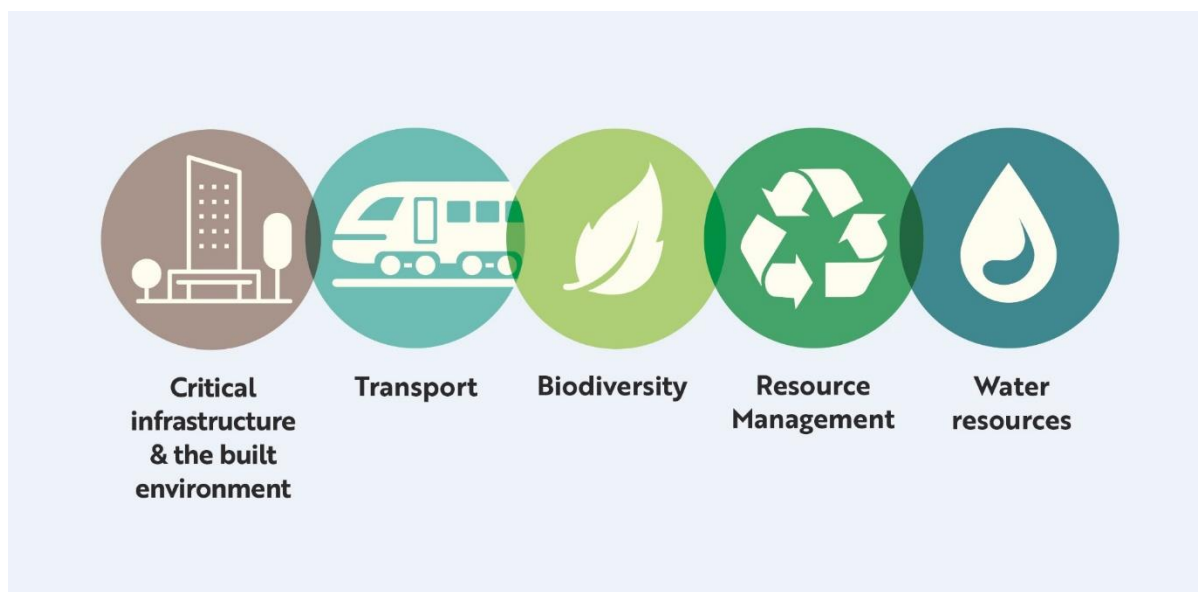 Critical
infrastructure
& the built
environment
Transport
Biodiversity
Resource
Management
Water
resources